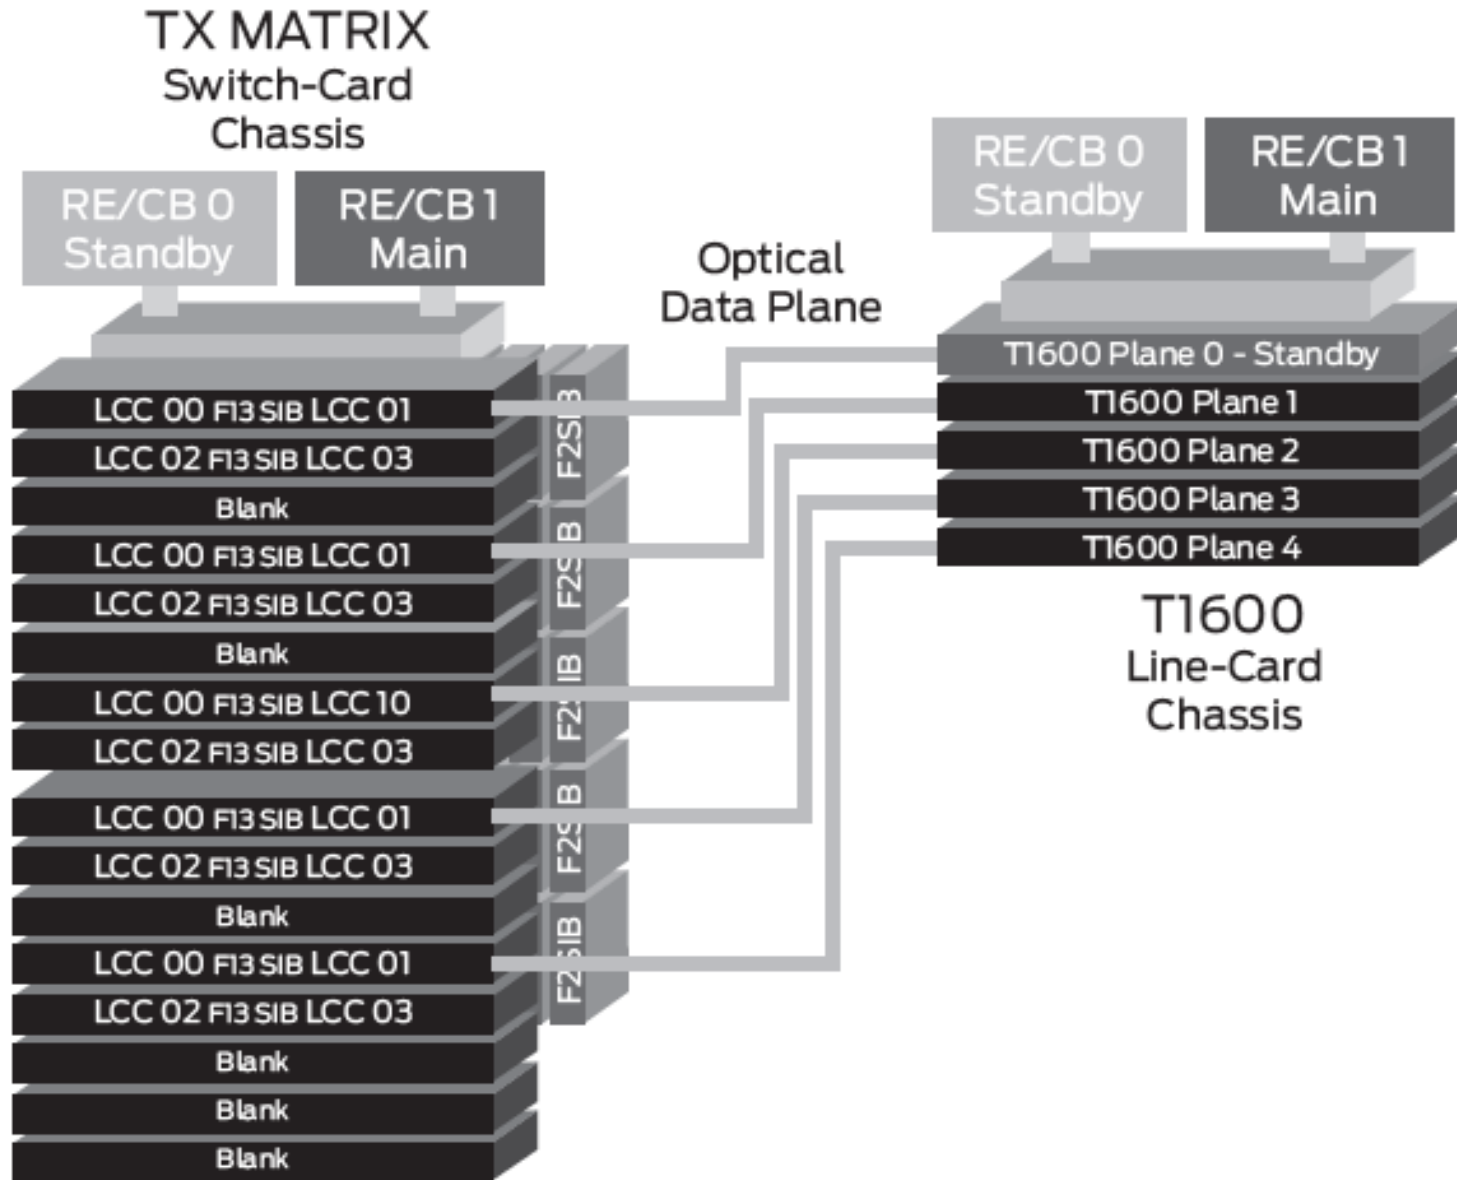 TX MATRIX
Switch-Card
Chassis
RE/CB 0
Standby
RE/CB 1
Main
LCC 00 F13 SIB LCC 01
LCC 02 F13 SIB LCC 03
Blank
LCC 00 F13 SIB LCC 01
LCC 02 F13 SIB LCC 03
Blank
LCC 00 F13 SIB LCC 10
LCC 02 F13 SIB LCC 03
LCC 00 F13 SIB LCC 01
LCC 02 F13 SIB LCC 03
Blank
LCC 00 F13 SIB LCC 01
LCC 02 F13 SIB LCC 03
Blank
Blank
Blank
F2SIB
F2SIB
F2SIB
F2SIB
F2SIB
Optical
Data Plane
RE/CB 0
Standby
RE/CB 1
Main
T1600 Plane 0 - Standby
T1600 Plane 1
T1600 Plane 2
T1600 Plane 3
T1600 Plane 4
T1600
Line-Card
Chassis